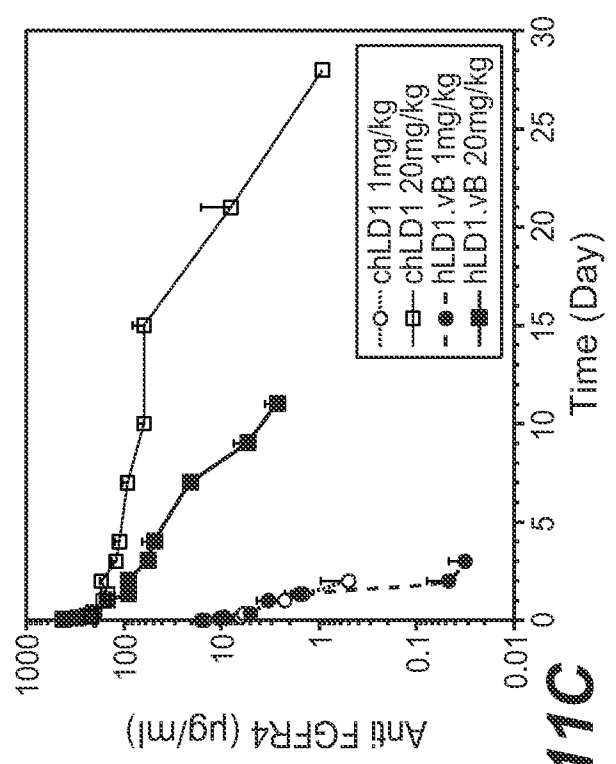 Anti FGFR4 (µg/ml)
1000
100
10
1
0.1
0.01
chLD1 1mg/kg
chLD1 20mg/kg
hLD1.vB 1mg/kg
hLD1.vB 20mg/kg
0 5 10 15 20 25 30
Time (Day)
11C